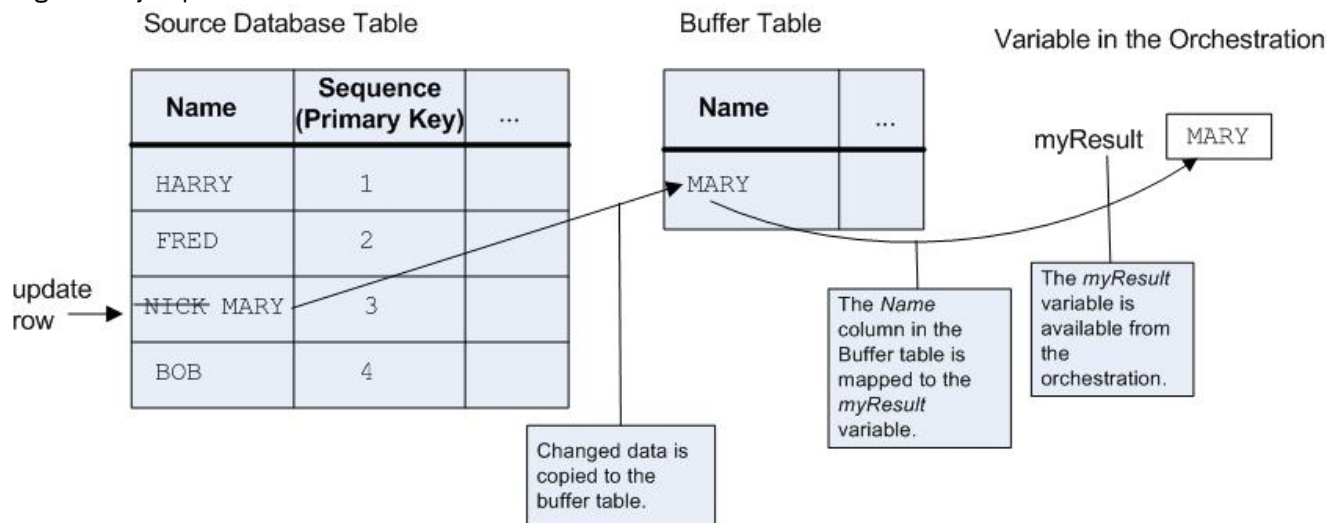 Source Database Table
Buffer Table
Variable in the Orchestration
Name
Sequence
(Primary Key)
...
HARRY
1
FRED
2
update
row
NICK MARY
3
BOB
4
Name
...
MARY
myResult
MARY
Changed data is
copied to the
buffer table.
The Name
column in the
Buffer table is
mapped to the
myResult
variable.
The myResult
variable is
available from
the
orchestration.